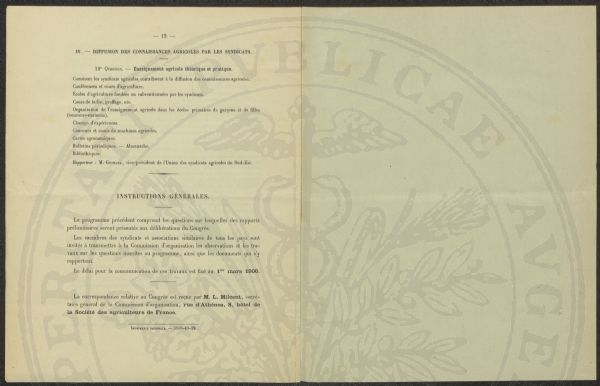 — 12 —
IV. — DIFFUSION DES CONNAISSANCES AGRICOLES PAR LES SYNDICATS.
Question. — Enseignement agricole théorique et pratique.
Comment les syndicats agricoles contribuent à la diffusion des connaissances agricoles.
Conférences et cours d'agriculture.
Écoles d'agriculture fondées ou subventionnées par les syndicats.
Cours de taille, greffage, etc.
Organisation de l'enseignement agricole dans les écoles primaires de garçons et de filles
Champs d'expériences.
Concours et essais de machines agricoles.
Cartes agronomiques.
Bulletins périodiques. — Almanachs.
Bibliothèques.
Rapporteur : M. vice-président de l'Union des syndicats agricoles du Sud-Est.
INSTRUCTIONS GÉNÉRALES.
Le programme précédent comprend les questions sur lesquelles des rapports
préliminaires seront présentés aux délibérations du Congrès.
Les membres des syndicats et associations similaires de tous les pays sont
invités à transmettre à la Commission d'organisation les observations et les tra-
vaux sur les questions inscrites au programme, ainsi que les documents qui s'y
rapportent.
Le délai pour la communication de ces travaux est fixé au 1er mars 1900.
La correspondance relative au Congrès est reçue par M. L. Milcent, secré-
taire général de la Commission d'organisation, rue d'Athènes, 8, hôtel de
la Société des agriculteurs de France.
IMPRIMERIE NATIONALE.